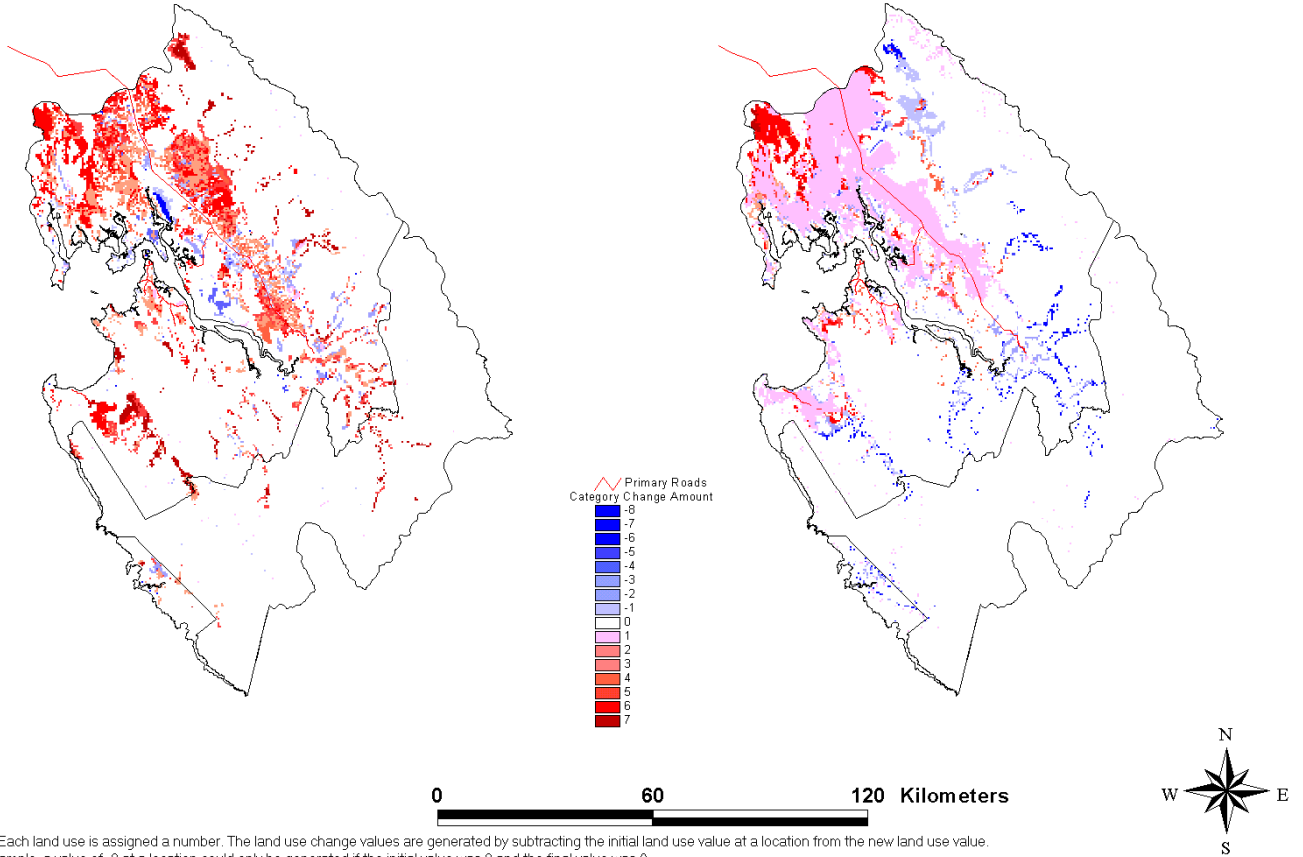 Primary Roads
Category Change Amount
-8
-7
-6
-5
-4
-3
-2
-1
0
1
2
3
4
5
6
7
N
W E
S
0 60 120 Kilometers
Each land use is assigned a number. The land use change values are generated by subtracting the initial land use value at a location from the new land use value.